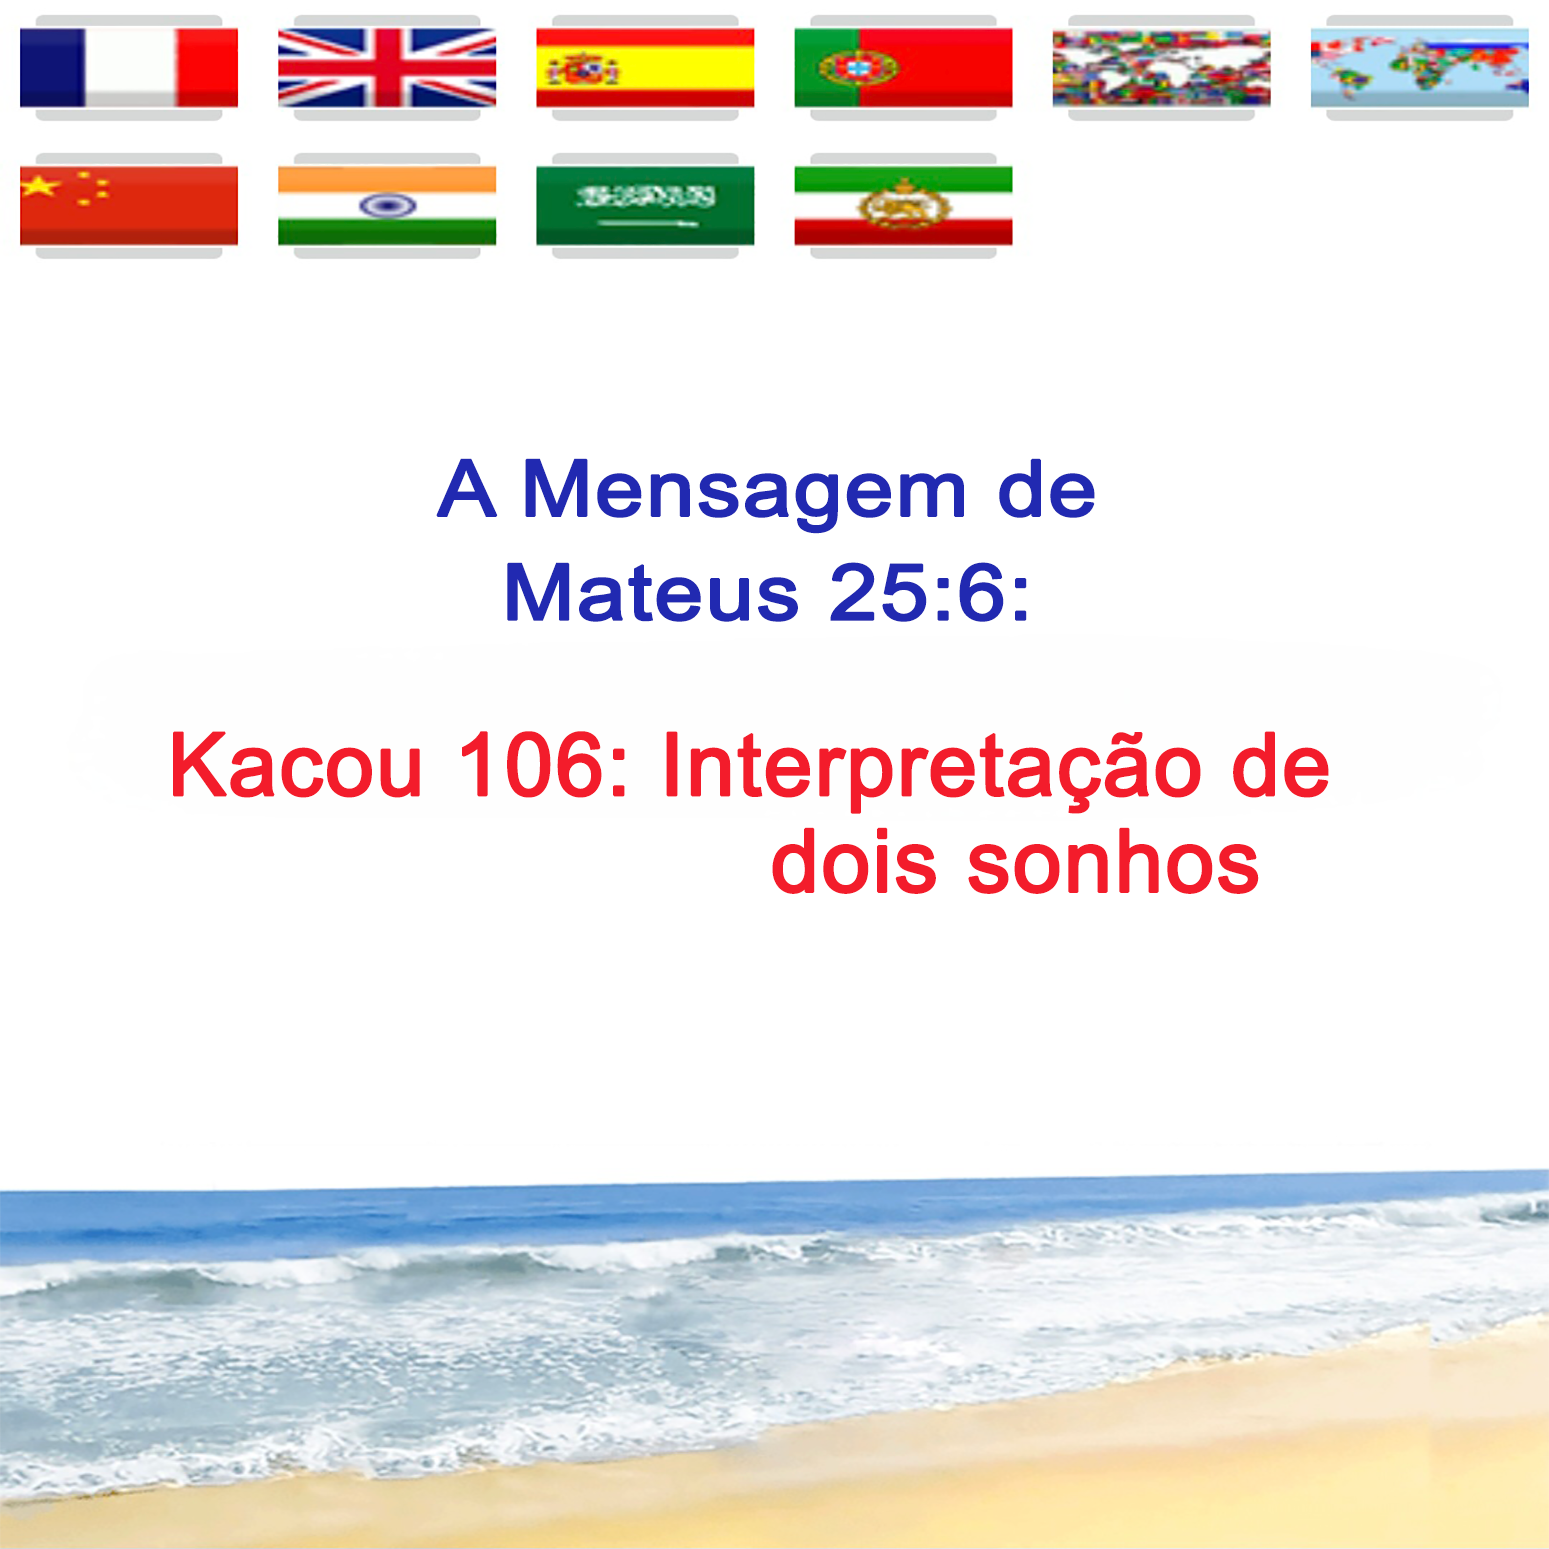 A Mensagem de
Mateus 25:6:
Kacou 106: Interpretação de
dois sonhos